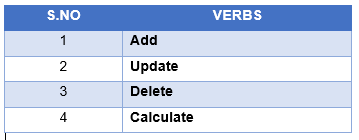 S.NO VERBS
1 Add
2 Update
3 Delete
4 Calculate